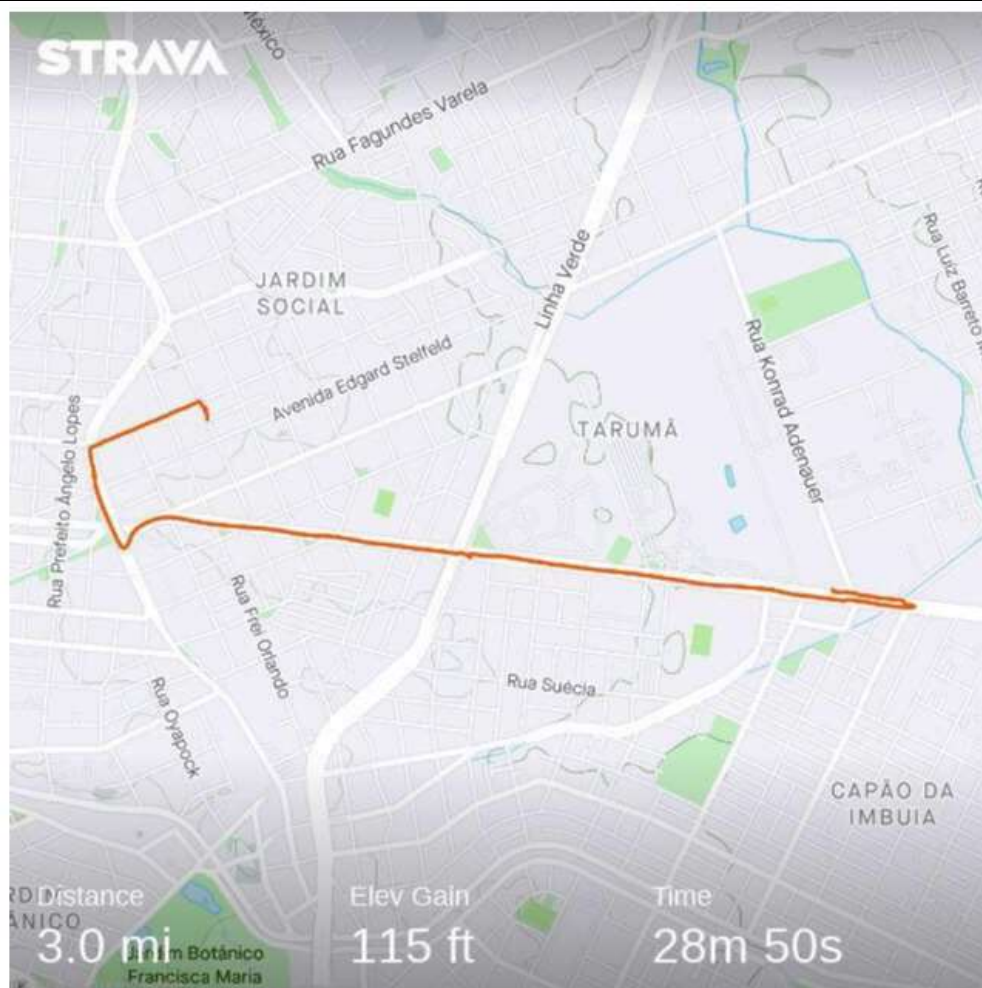 STRAVA
México
Rua Fagundes Varela
Rua Luiz Barreto
JARDIM
SOCIAL
Linha Verde
Avenida Edgard Stelfeld
TARUMÃ
Rua Konrad Adenauer
Rua Prefeito Ângelo Lopes
Rua Frei Orlando
Rua Suécia
Rua Oyapock
CAPÃO DA
IMBUIA
Distance
Elev Gain
Time
3.0 mi
115 ft
28m 50s
Botânico
Francisca Maria